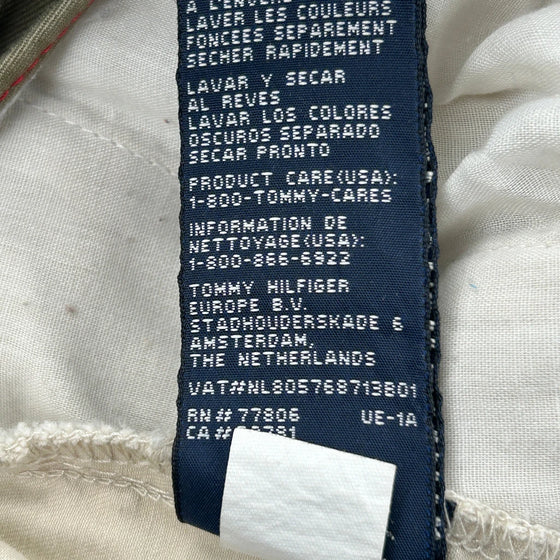 À L'ENVERS
LAVER LES COULEURS
FONCEES SEPAREMENT
SECHER RAPIDEMENT
LAVAR Y SECAR
AL REVES
LAVAR LOS COLORES
OSCUROS SEPARADO
SECAR PRONTO
PRODUCT CARE(USA):
1-800-TOMMY-CARES
INFORMATION DE
NETTOYAGE(USA):
1-800-866-6922
TOMMY HILFIGER
EUROPE B.V.
STADHOUDERSKADE 6
AMSTERDAM,
THE NETHERLANDS
VAT#NL805768713B01
RN# 77806 UE-1A
CA#